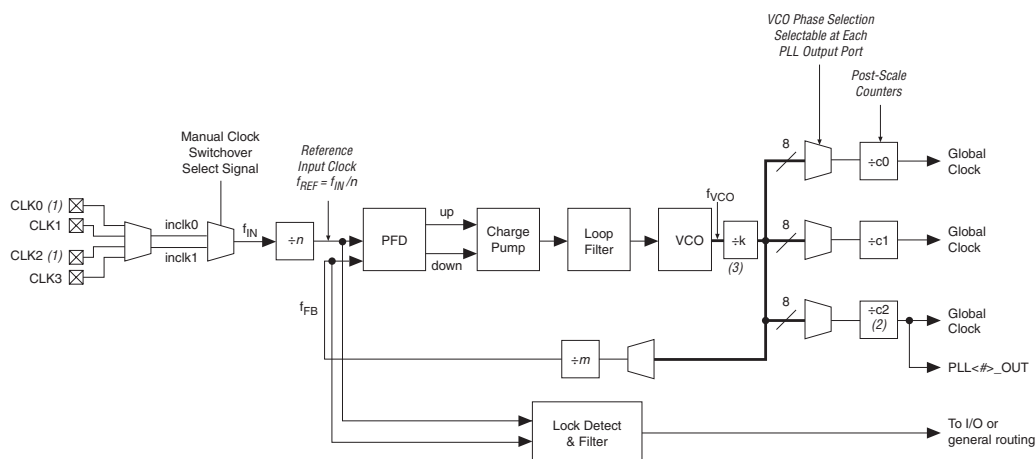 VCO Phase Selection
Selectable at Each
PLL Output Port
Post-Scale
Counters
Manual Clock
Switchover
Select Signal
Reference
Input Clock
fREF = fIN/n
8
÷c0
Global
Clock
CLK0 (1)
CLK1
CLK2 (1)
CLK3
inclk0
inclk1
fIN
÷n
PFD
up
down
Charge
Pump
Loop
Filter
VCO
fVCO
÷k
(3)
8
÷c1
Global
Clock
fFB
8
÷c2
(2)
Global
Clock
÷m
PLL<#>_OUT
Lock Detect
& Filter
To I/O or
general routing